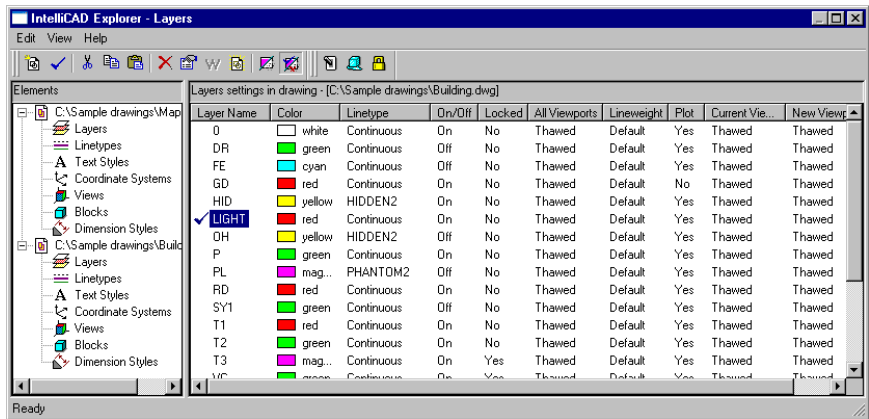 IntelliCAD Explorer - Layers
Edit View Help
Elements
Layers settings in drawing - [C:\Sample drawings\Building.dwg]
C:\Sample drawings\Map
Layers
Linetypes
A Text Styles
Coordinate Systems
Views
Blocks
Dimension Styles
C:\Sample drawings\Build
Layers
Linetypes
A Text Styles
Coordinate Systems
Views
Blocks
Dimension Styles
Layer Name Color Linetype On/Off Locked All Viewports Lineweight Plot Current Vie... New Viewp
0 white Continuous On No Thawed Default Yes Thawed Thawed
DR green Continuous Off No Thawed Default Yes Thawed Thawed
FE cyan Continuous Off No Thawed Default Yes Thawed Thawed
GD red Continuous On No Thawed Default No Thawed Thawed
HID yellow HIDDEN2 On No Thawed Default Yes Thawed Thawed
LIGHT red Continuous On No Thawed Default Yes Thawed Thawed
OH yellow HIDDEN2 Off No Thawed Default Yes Thawed Thawed
P green Continuous On No Thawed Default Yes Thawed Thawed
PL mag... PHANTOM2 Off No Thawed Default Yes Thawed Thawed
RD red Continuous On No Thawed Default Yes Thawed Thawed
SY1 green Continuous Off No Thawed Default Yes Thawed Thawed
T1 red Continuous On No Thawed Default Yes Thawed Thawed
T2 green Continuous On No Thawed Default Yes Thawed Thawed
T3 mag... Continuous On Yes Thawed Default Yes Thawed Thawed
green Continuous On Yes Thawed Default Yes Thawed Thawed
Ready